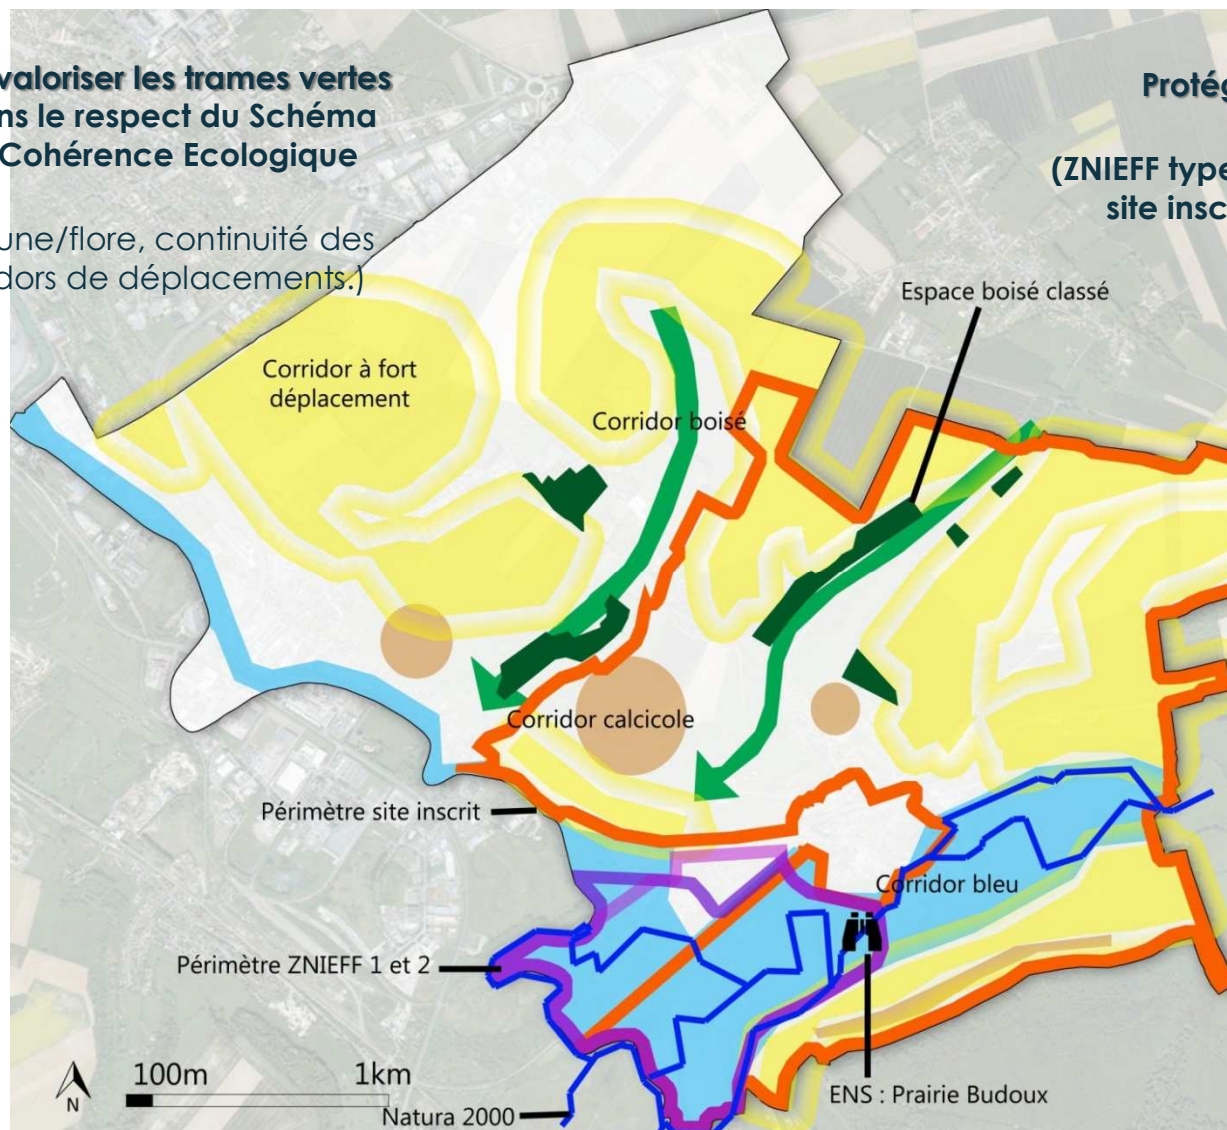 valoriser les trames vertes
ns le respect du Schéma
Cohérence Ecologique
une/flore, continuité des
dors de déplacements.)
Protég
(ZNIEFF type
site insc
Espace boisé classé
Corridor à fort
déplacement
Corridor boisé
Corridor calcicole
Périmètre site inscrit
Corridor bleu
Périmètre ZNIEFF 1 et 2
100m 1km
N
Natura 2000
ENS : Prairie Budoux